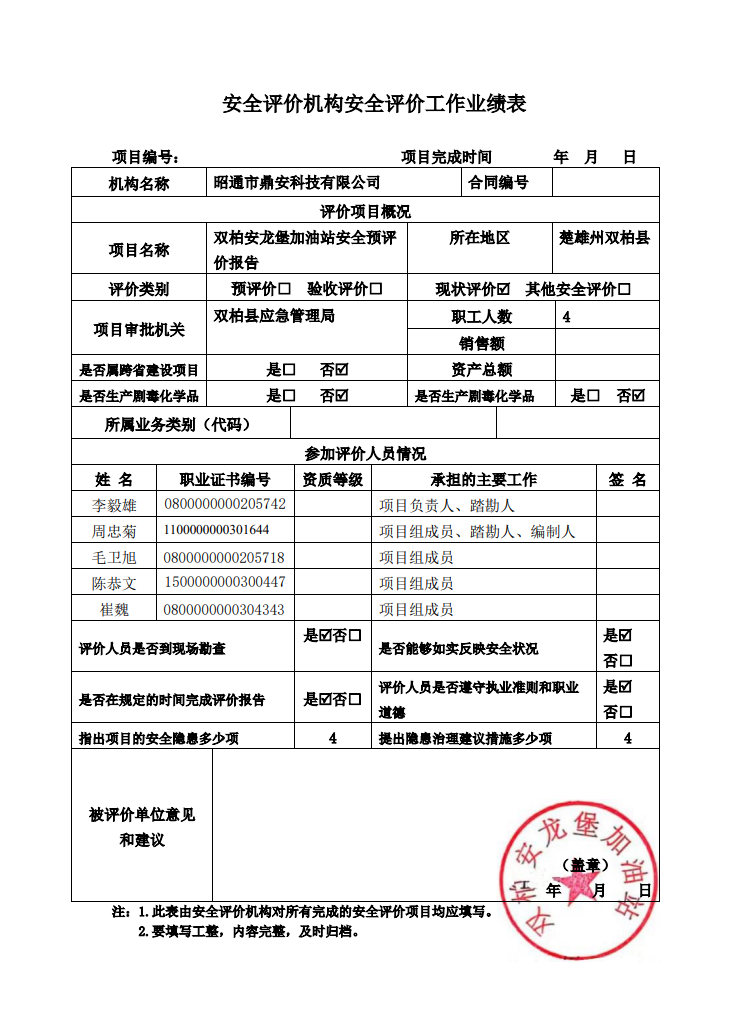 安全评价机构安全评价工作业绩表
项目编号： 项目完成时间 年 月 日
机构名称 昭通市鼎安科技有限公司 合同编号
评价项目概况
项目名称 双柏安龙堡加油站安全预评价报告 所在地区 楚雄州双柏县
评价类别 预评价□ 验收评价□ 现状评价☑ 其他安全评价□
项目审批机关 双柏县应急管理局 职工人数 4
销售额
是否属跨省建设项目 是□ 否☑ 资产总额
是否生产剧毒化学品 是□ 否☑ 是否生产剧毒化学品 是□ 否☑
所属业务类别（代码）
参加评价人员情况
姓 名 职业证书编号 资质等级 承担的主要工作 签 名
李毅雄 0800000000205742 项目负责人、踏勘人
周忠菊 1100000000301644 项目组成员、踏勘人、编制人
毛卫旭 0800000000205718 项目组成员
陈恭文 1500000000300447 项目组成员
崔魏 0800000000304343 项目组成员
评价人员是否到现场勘查 是☑否□ 是否能够如实反映安全状况 是☑ 否□
是否在规定的时间完成评价报告 是☑否□ 评价人员是否遵守执业准则和职业道德 是☑ 否□
指出项目的安全隐患多少项 4 提出隐患治理建议措施多少项 4
被评价单位意见和建议
（盖章）
年 月 日
双柏安龙堡加油站
注：1.此表由安全评价机构对所有完成的安全评价项目均应填写。
2.要填写工整，内容完整，及时归档。